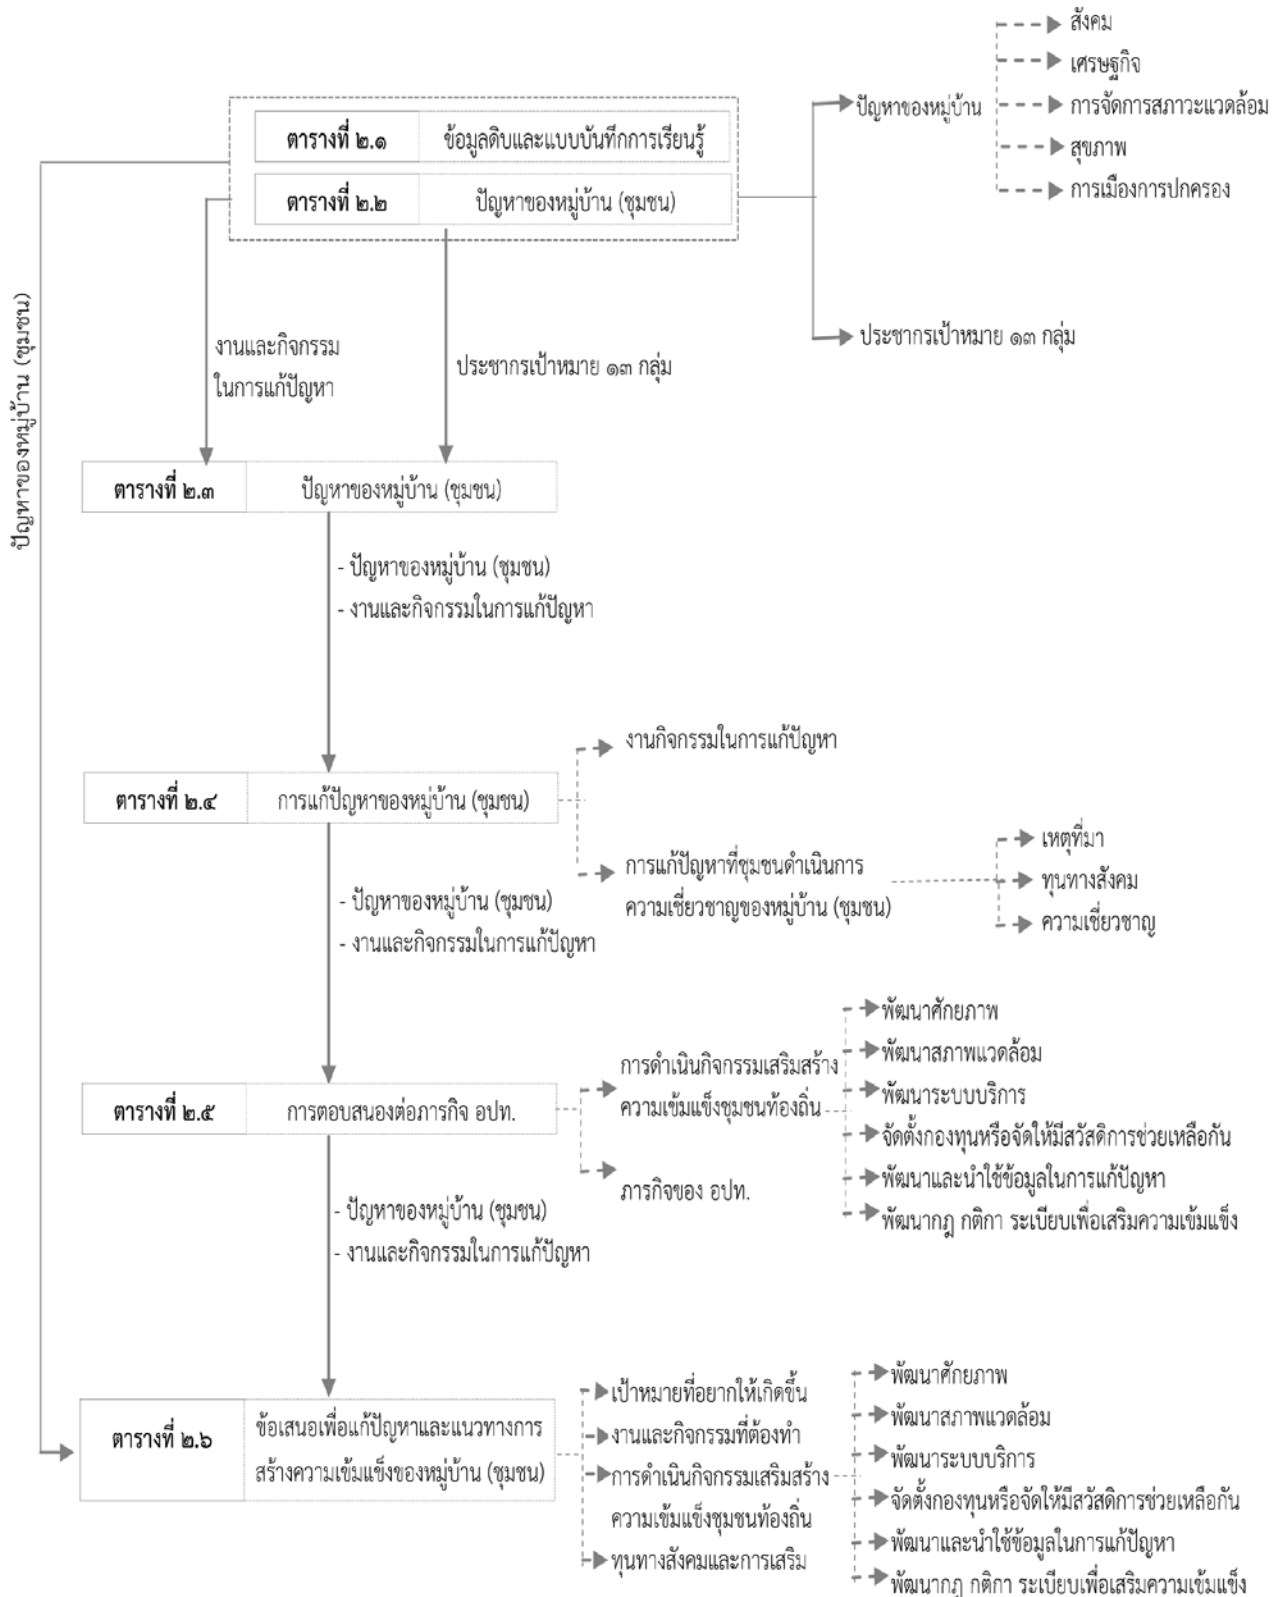 สังคม
เศรษฐกิจ
ปัญหาของหมู่บ้าน
การจัดการสภาวะแวดล้อม
สุขภาพ
การเมืองการปกครอง
ตารางที่ ๒.๑ ข้อมูลดิบและแบบบันทึกการเรียนรู้
ตารางที่ ๒.๒ ปัญหาของหมู่บ้าน (ชุมชน)
ประชากรเป้าหมาย ๑๓ กลุ่ม
ปัญหาของหมู่บ้าน (ชุมชน)
งานและกิจกรรม
ในการแก้ปัญหา
ประชากรเป้าหมาย ๑๓ กลุ่ม
ตารางที่ ๒.๓ ปัญหาของหมู่บ้าน (ชุมชน)
- ปัญหาของหมู่บ้าน (ชุมชน)
- งานและกิจกรรมในการแก้ปัญหา
งานกิจกรรมในการแก้ปัญหา
ตารางที่ ๒.๔ การแก้ปัญหาของหมู่บ้าน (ชุมชน)
การแก้ปัญหาที่ชุมชนดำเนินการ
ความเชี่ยวชาญของหมู่บ้าน (ชุมชน)
เหตุที่มา
ทุนทางสังคม
ความเชี่ยวชาญ
- ปัญหาของหมู่บ้าน (ชุมชน)
- งานและกิจกรรมในการแก้ปัญหา
ตารางที่ ๒.๕ การตอบสนองต่อภารกิจ อปท.
การดำเนินกิจกรรมเสริมสร้าง
ความเข้มแข็งชุมชนท้องถิ่น
ภารกิจของ อปท.
พัฒนาศักยภาพ
พัฒนาสภาพแวดล้อม
พัฒนาระบบบริการ
จัดตั้งกองทุนหรือจัดให้มีสวัสดิการช่วยเหลือกัน
พัฒนาและนำใช้ข้อมูลในการแก้ปัญหา
พัฒนากฎ กติกา ระเบียบเพื่อเสริมความเข้มแข็ง
- ปัญหาของหมู่บ้าน (ชุมชน)
- งานและกิจกรรมในการแก้ปัญหา
ตารางที่ ๒.๖ ข้อเสนอเพื่อแก้ปัญหาและแนวทางการ
สร้างความเข้มแข็งของหมู่บ้าน (ชุมชน)
เป้าหมายที่อยากให้เกิดขึ้น
งานและกิจกรรมที่ต้องทำ
การดำเนินกิจกรรมเสริมสร้าง
ความเข้มแข็งชุมชนท้องถิ่น
ทุนทางสังคมและการเสริม
พัฒนาศักยภาพ
พัฒนาสภาพแวดล้อม
พัฒนาระบบบริการ
จัดตั้งกองทุนหรือจัดให้มีสวัสดิการช่วยเหลือกัน
พัฒนาและนำใช้ข้อมูลในการแก้ปัญหา
พัฒนากฎ กติกา ระเบียบเพื่อเสริมความเข้มแข็ง